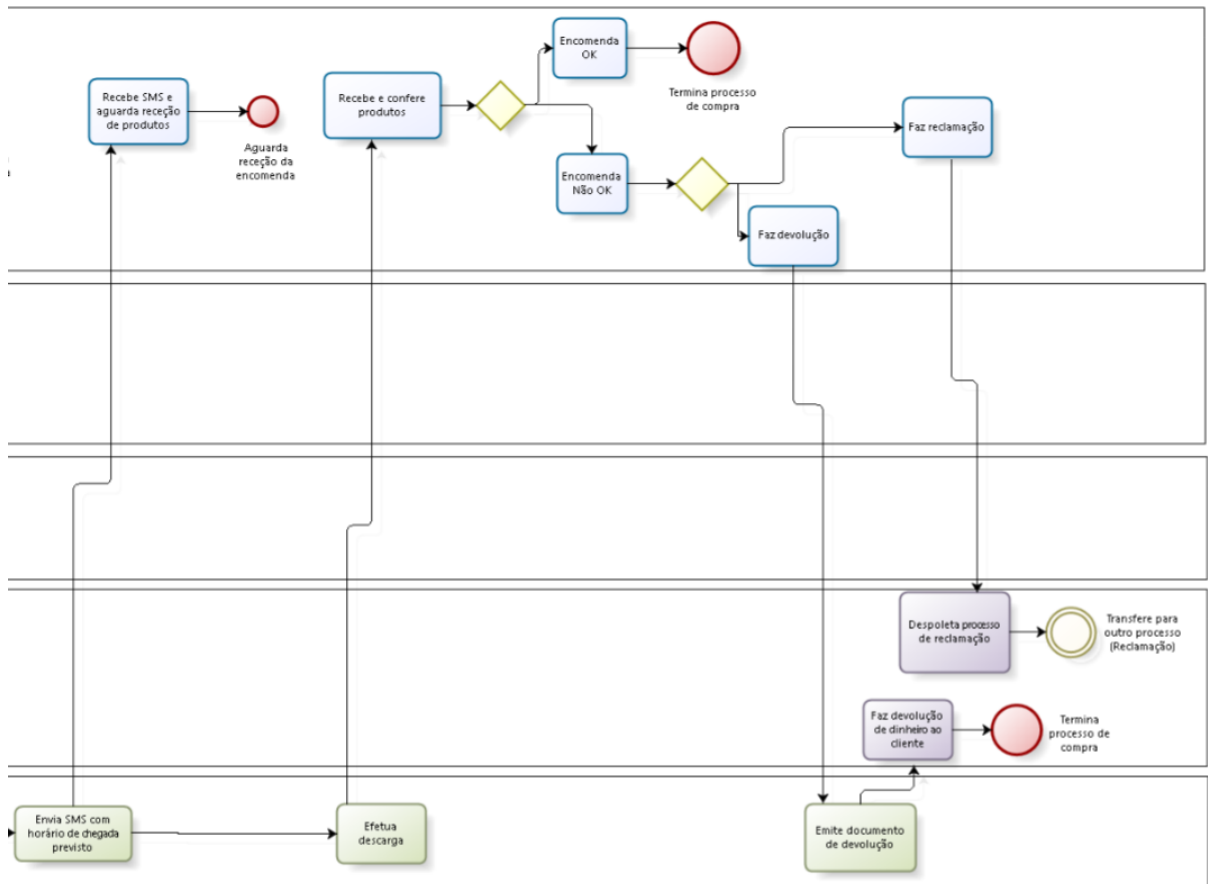 Encomenda
OK
Termina processo
de compra
Recebe SMS e
aguarda receção
de produtos
Aguarda
receção da
encomenda
Recebe e confere
produtos
Encomenda
Não OK
Faz reclamação
Faz devolução
Despoleta processo
de reclamação
Transfere para
outro processo
(Reclamação)
Faz devolução
de dinheiro ao
cliente
Termina
processo de
compra
Envia SMS com
horário de chegada
previsto
Efetua
descarga
Emite documento
de devolução